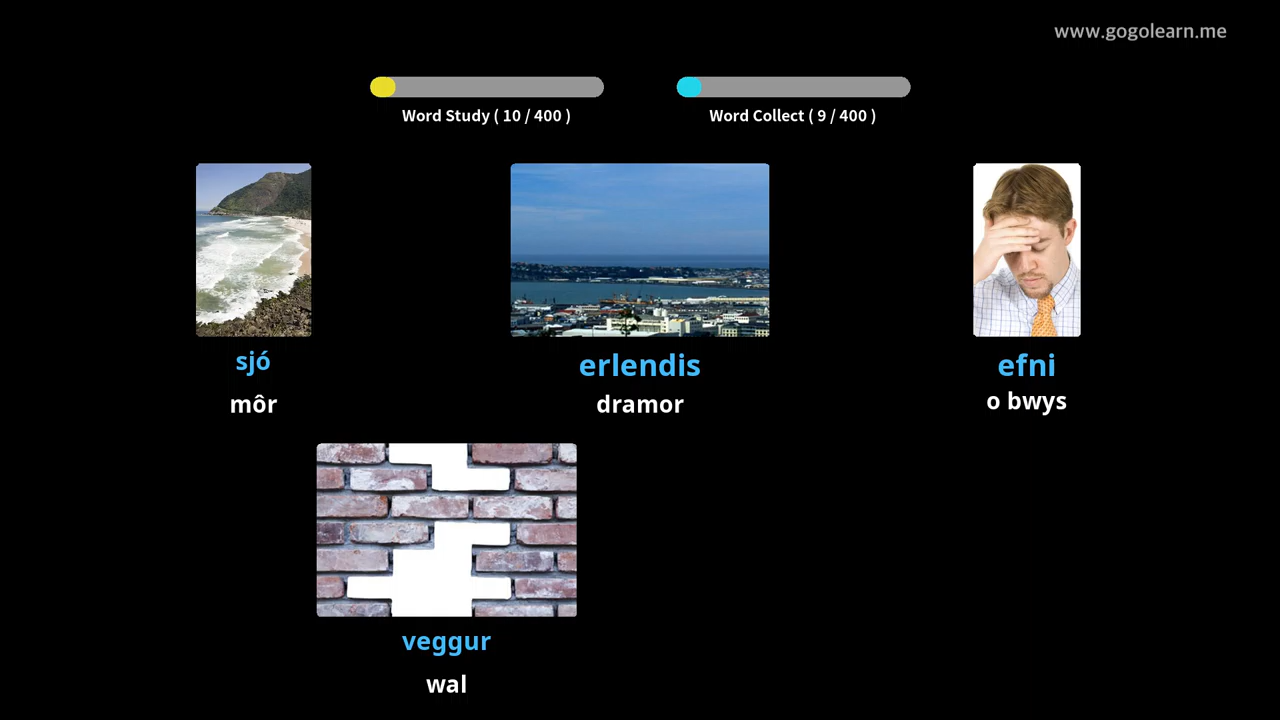 www.gogolearn.me
Word Study ( 10 / 400 )
Word Collect ( 9 / 400 )
sjó
erlendis
efni
môr
dramor
o bwys
veggur
wal